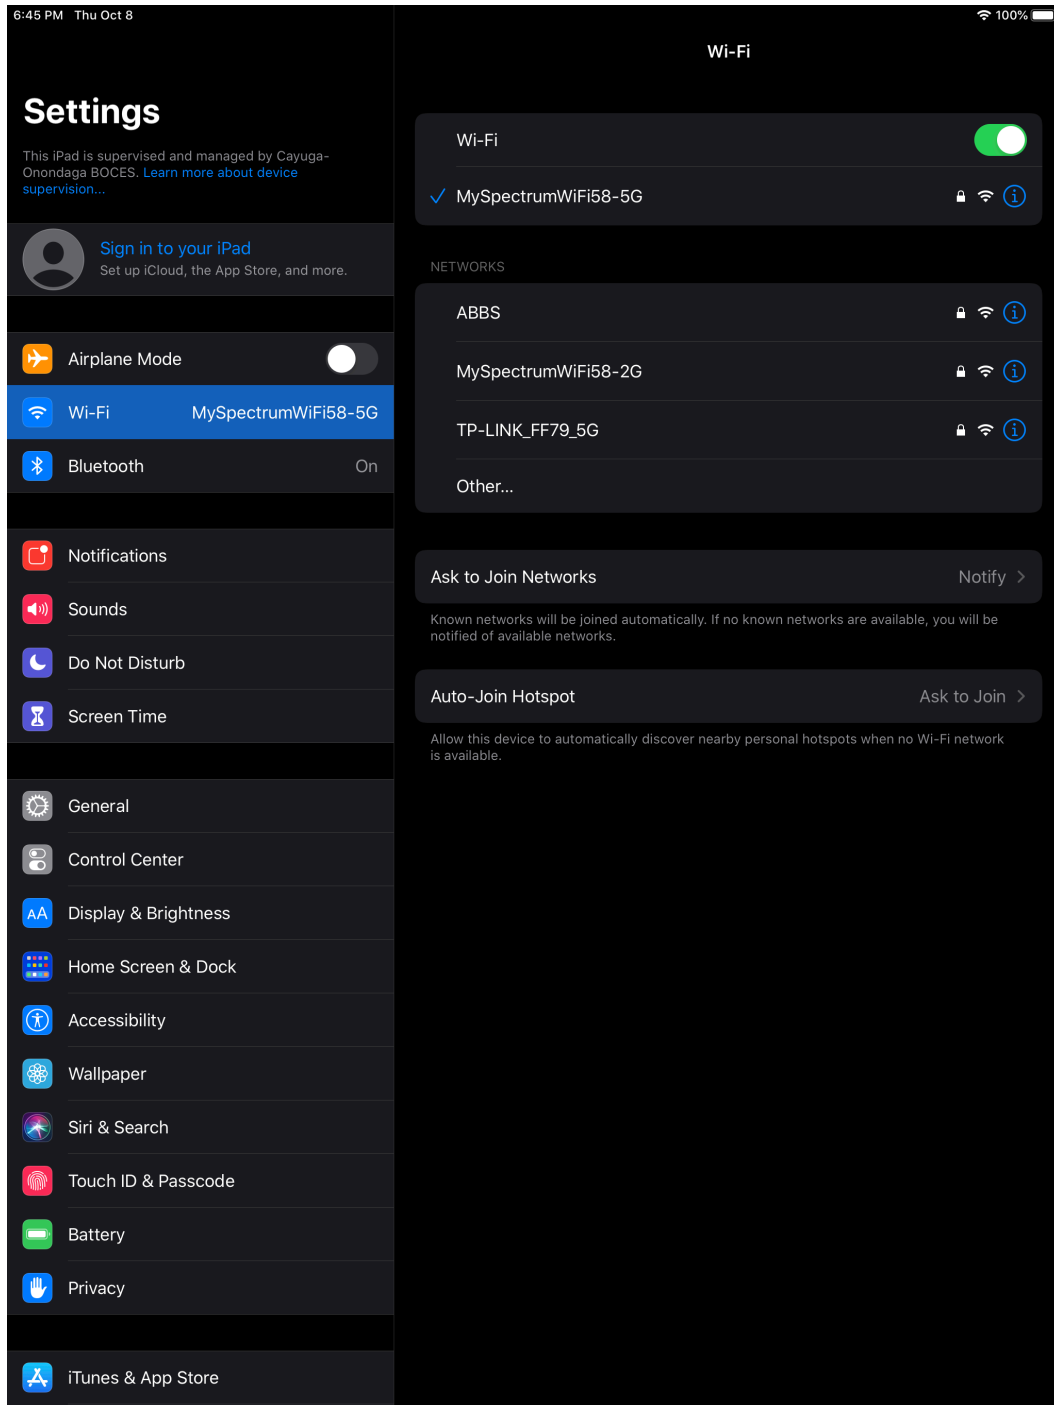 6:45 PM Thu Oct 8
100%
Settings
This iPad is supervised and managed by Cayuga-
Onondaga BOCES. Learn more about device
supervision...
Sign in to your iPad
Set up iCloud, the App Store, and more.
Airplane Mode
Wi-Fi MySpectrumWiFi58-5G
Bluetooth On
Notifications
Sounds
Do Not Disturb
Screen Time
General
Control Center
AA Display & Brightness
Home Screen & Dock
Accessibility
Wallpaper
Siri & Search
Touch ID & Passcode
Battery
Privacy
iTunes & App Store
Wi-Fi
Wi-Fi
MySpectrumWiFi58-5G
NETWORKS
ABBS
MySpectrumWiFi58-2G
TP-LINK_FF79_5G
Other...
Ask to Join Networks Notify
Known networks will be joined automatically. If no known networks are available, you will be
notified of available networks.
Auto-Join Hotspot Ask to Join
Allow this device to automatically discover nearby personal hotspots when no Wi-Fi network
is available.